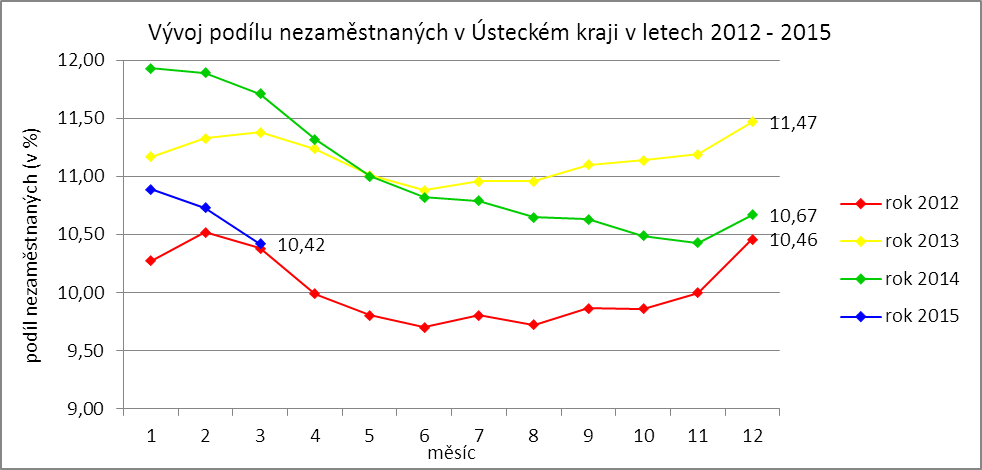 Vývoj podílu nezaměstnaných v Ústeckém kraji v letech 2012 - 2015
podíl nezaměstnaných (v %)
12,00
11,50
11,00
10,50
10,00
9,50
9,00
11,47
10,67
10,46
10,42
rok 2012
rok 2013
rok 2014
rok 2015
1 2 3 4 5 6 7 8 9 10 11 12
měsíc